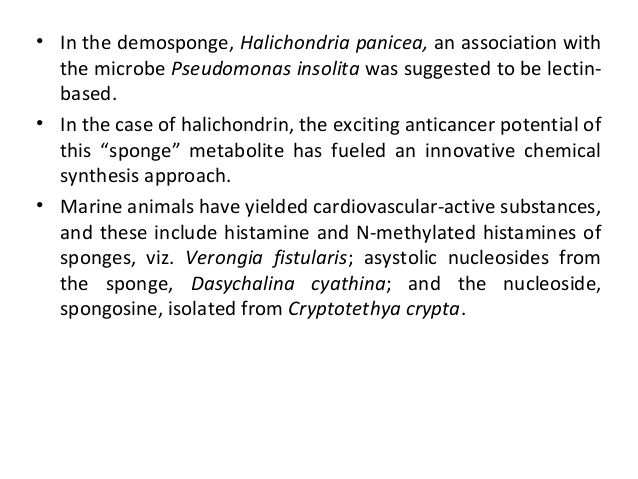 • In the demosponge, Halichondria panicea, an association with
the microbe Pseudomonas insolita was suggested to be lectin-
based.
• In the case of halichondrin, the exciting anticancer potential of
this “sponge” metabolite has fueled an innovative chemical
synthesis approach.
• Marine animals have yielded cardiovascular-active substances,
and these include histamine and N-methylated histamines of
sponges, viz. Verongia fistularis; asystolic nucleosides from
the sponge, Dasychalina cyathina; and the nucleoside,
spongosine, isolated from Cryptotethya crypta.